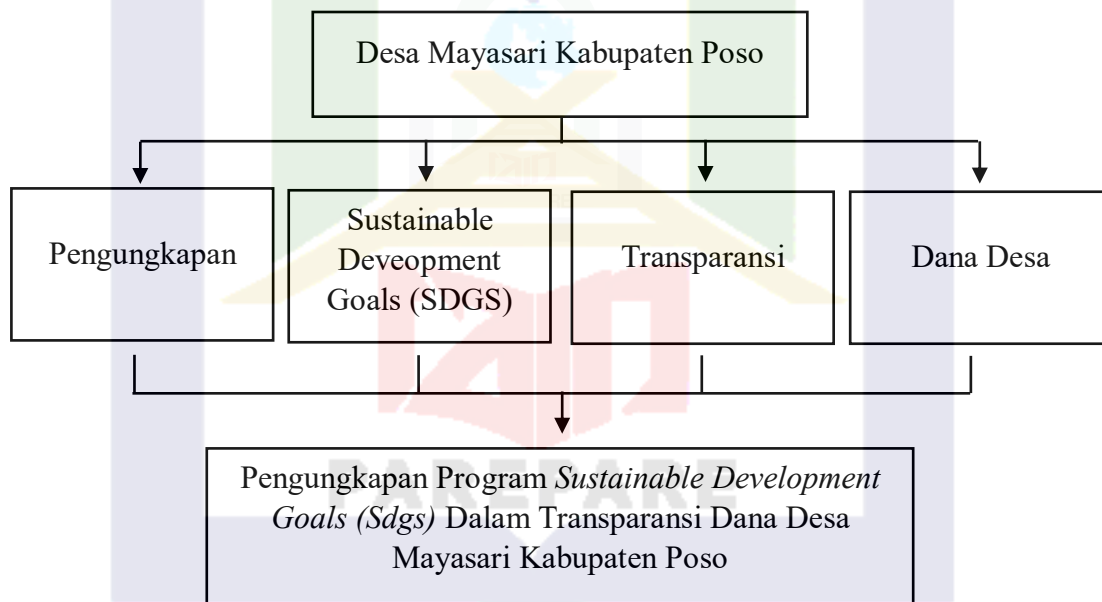 Desa Mayasari Kabupaten Poso
Pengungkapan
Sustainable
Deveopment
Goals (SDGS)
Transparansi
Dana Desa
Pengungkapan Program Sustainable Development
Goals (Sdgs) Dalam Transparansi Dana Desa
Mayasari Kabupaten Poso
PAREPARE